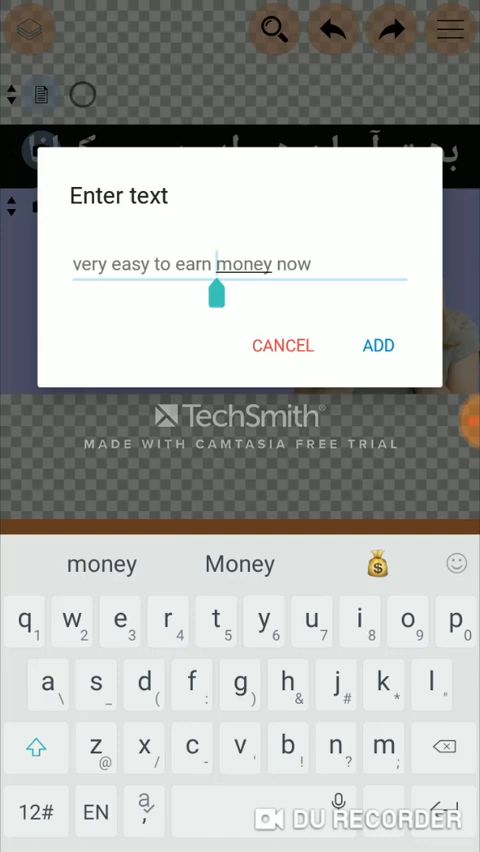 Enter text
very easy to earn money now
CANCEL ADD
TechSmith®
MADE WITH CAMTASIA FREE TRIAL
money Money
q1 w2 e3 r4 t5 y6 u7 i8 o9 p0
a\ s_ d( f: g) h& j# k* l"
z@ x/ c- v' b! n? m;
12# EN a,
DU RECORDER